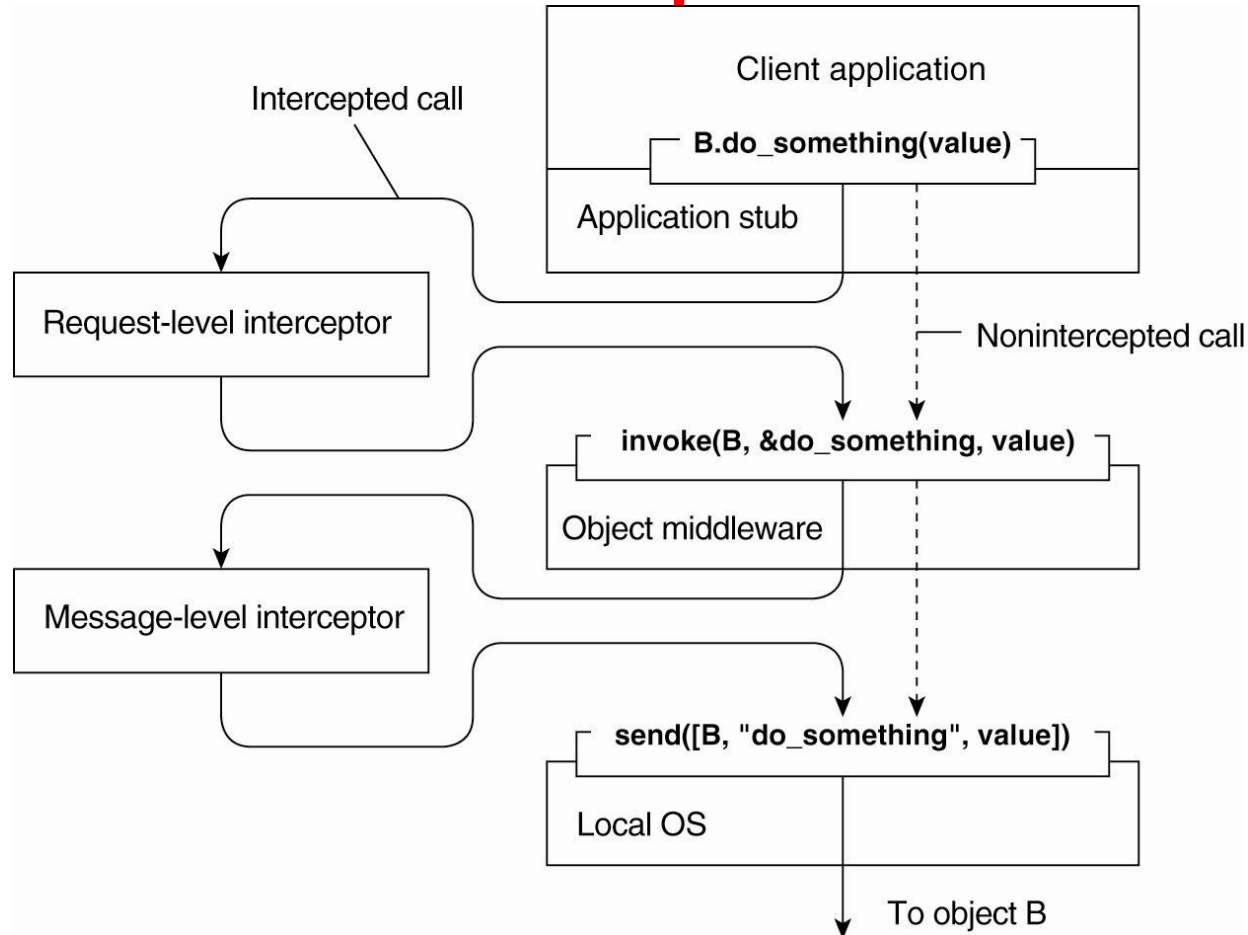 Client application
Intercepted call
B.do_something(value)
Application stub
Request-level interceptor
Nonintercepted call
invoke(B, &do_something, value)
Object middleware
Message-level interceptor
send([B, "do_something", value])
Local OS
To object B